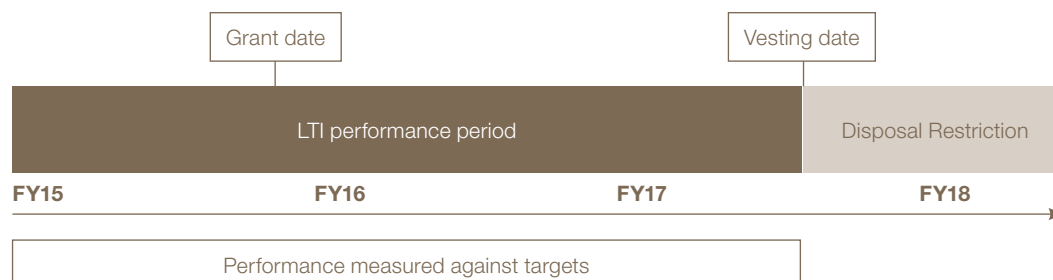 Grant date
Vesting date
LTI performance period
Disposal Restriction
FY15
FY16
FY17
FY18
Performance measured against targets